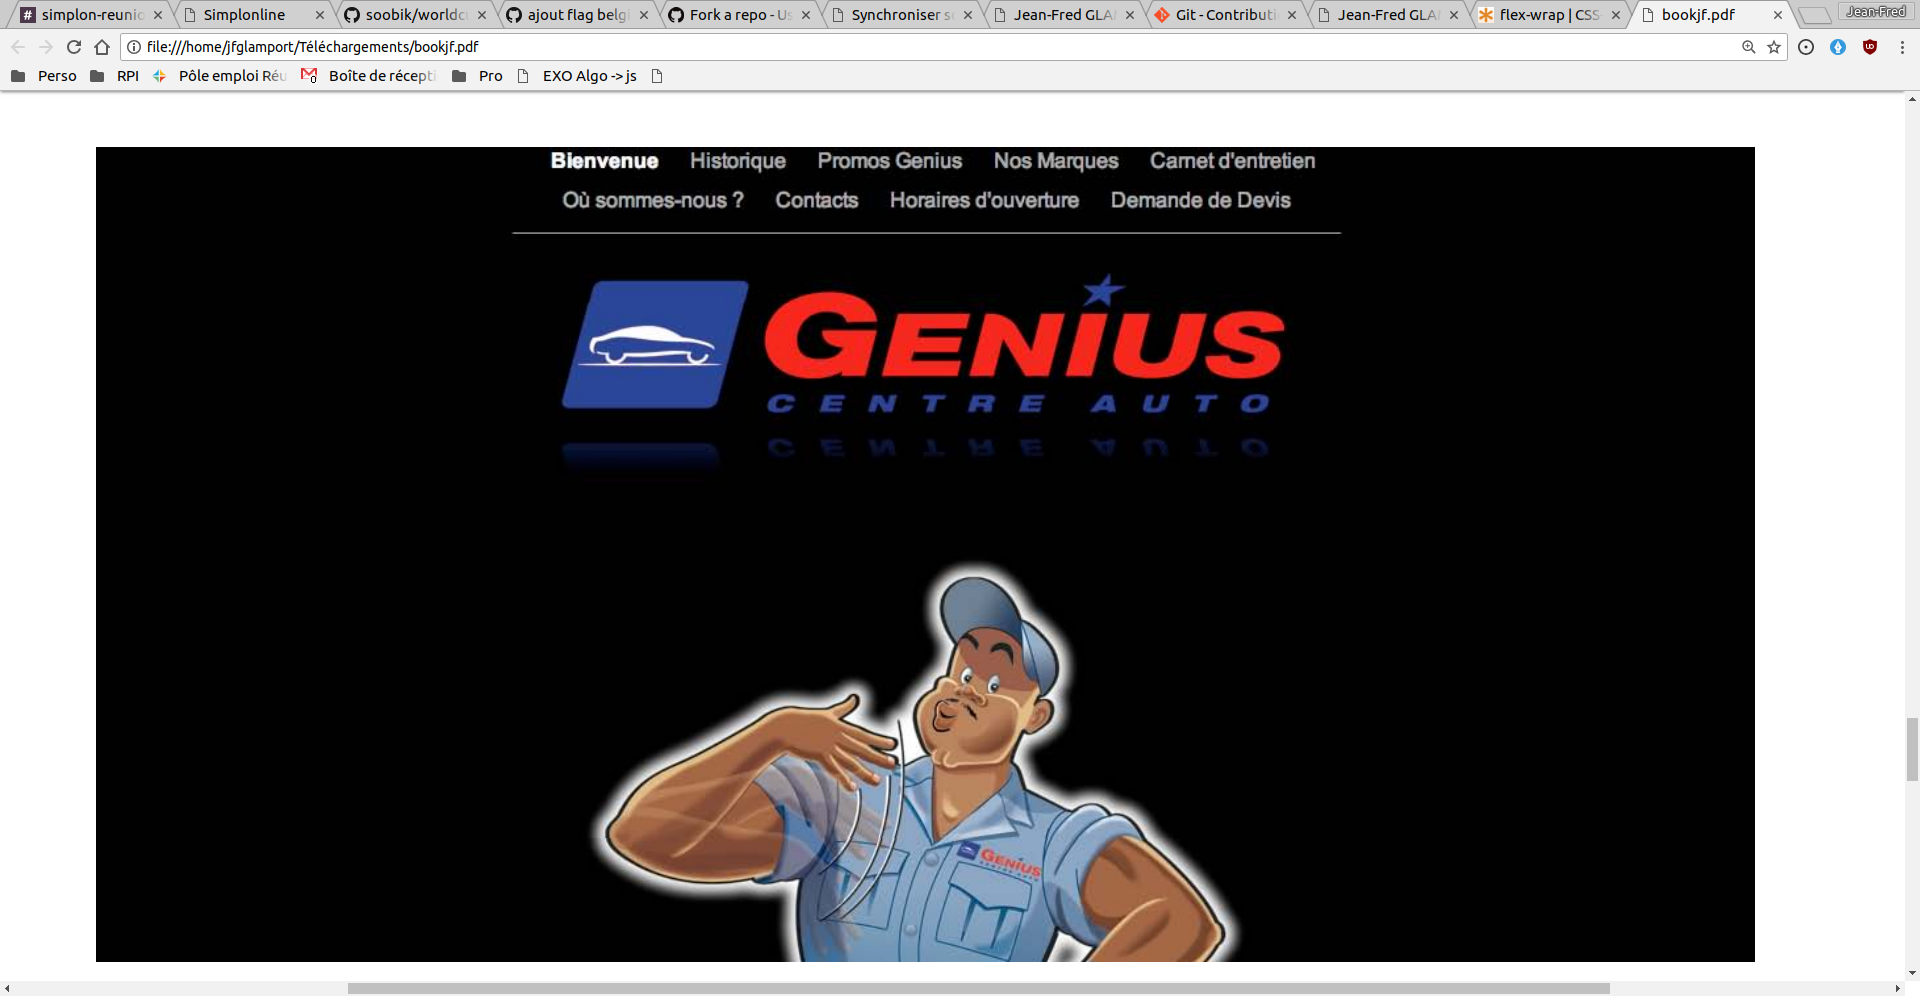 simplon-reunio Simplonline soobik/worldc ajout flag belg Fork a repo - Us Synchroniser s Jean-Fred GLA Git - Contributi Jean-Fred GLA flex-wrap | CSS bookjf.pdf Jean-Fred
file:///home/jfglamport/Téléchargements/bookjf.pdf
Perso RPI Pôle emploi Réu Boîte de récepti Pro EXO Algo -> js
Bienvenue Historique Promos Genius Nos Marques Carnet d'entretien
Où sommes-nous ? Contacts Horaires d'ouverture Demande de Devis
GENIUS
CENTRE AUTO
GENIUS